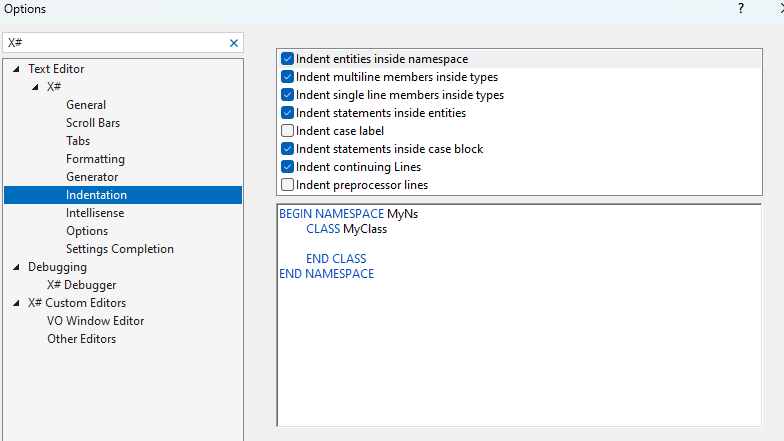 Options
?
X#
Text Editor
X#
General
Scroll Bars
Tabs
Formatting
Generator
Indentation
Intellisense
Options
Settings Completion
Debugging
X# Debugger
X# Custom Editors
VO Window Editor
Other Editors
Indent entities inside namespace
Indent multiline members inside types
Indent single line members inside types
Indent statements inside entities
Indent case label
Indent statements inside case block
Indent continuing Lines
Indent preprocessor lines
BEGIN NAMESPACE MyNs
CLASS MyClass
END CLASS
END NAMESPACE